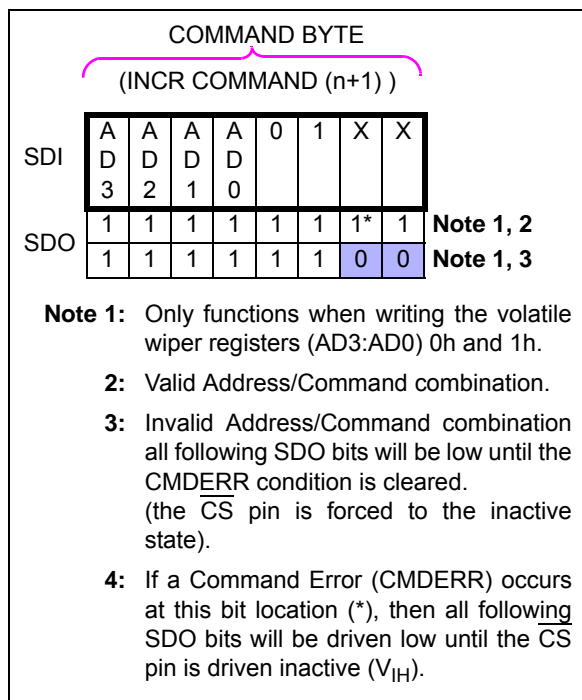 COMMAND BYTE
(INCR COMMAND (n+1) )
SDI
A A A A 0 1 X X
D D D D
3 2 1 0
SDO
1 1 1 1 1 1 1* 1 Note 1, 2
1 1 1 1 1 1 0 0 Note 1, 3
Note 1: Only functions when writing the volatile
wiper registers (AD3:AD0) 0h and 1h.
2: Valid Address/Command combination.
3: Invalid Address/Command combination
all following SDO bits will be low until the
CMDERR condition is cleared.
(the CS pin is forced to the inactive
state).
4: If a Command Error (CMDERR) occurs
at this bit location (*), then all following
SDO bits will be driven low until the CS
pin is driven inactive (VIH).